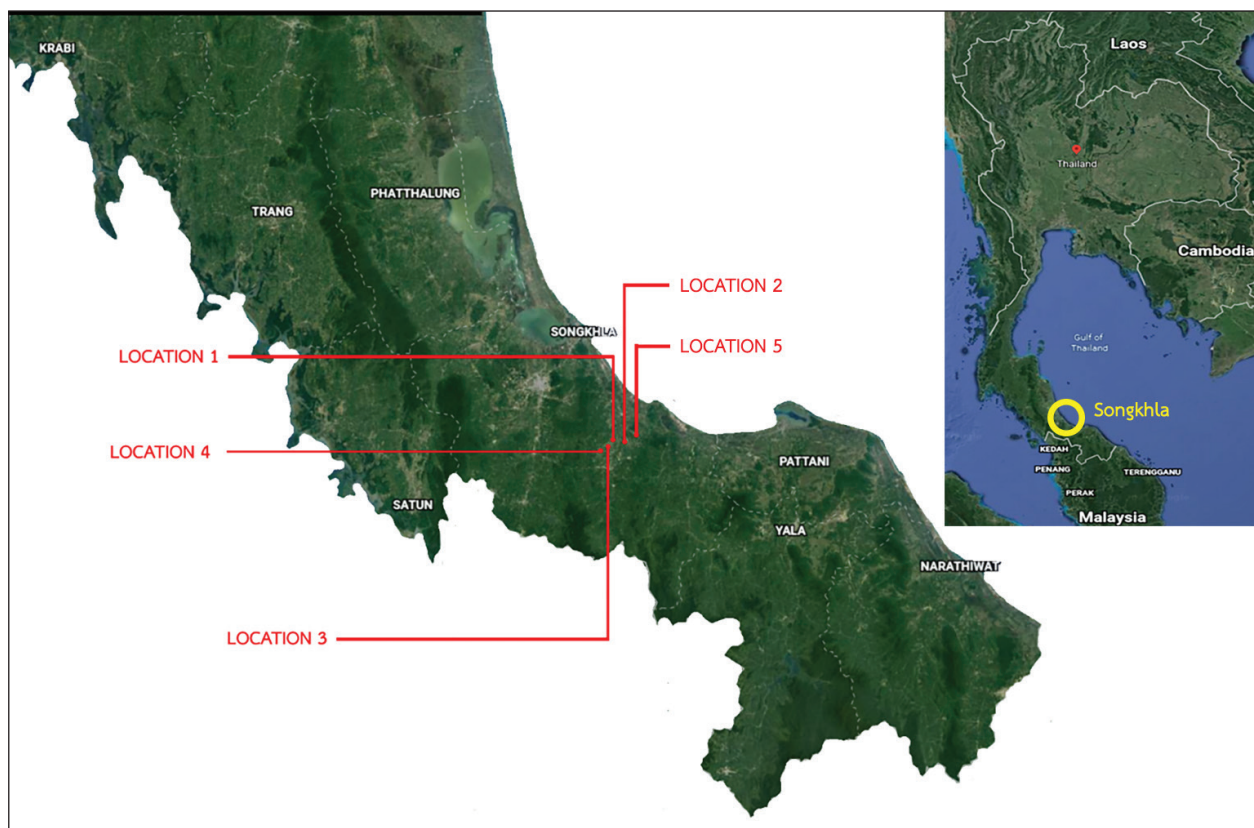 KRABI
TRANG
PHATTHALUNG
SONGKHLA
LOCATION 2
LOCATION 5
LOCATION 1
LOCATION 4
SATUN
PATTANI
YALA
NARATHIWAT
LOCATION 3
Laos
Thailand
Cambodia
Gulf of
Thailand
Songkhla
KEDAH
PENANG
TERENGGANU
PERAK
Malaysia